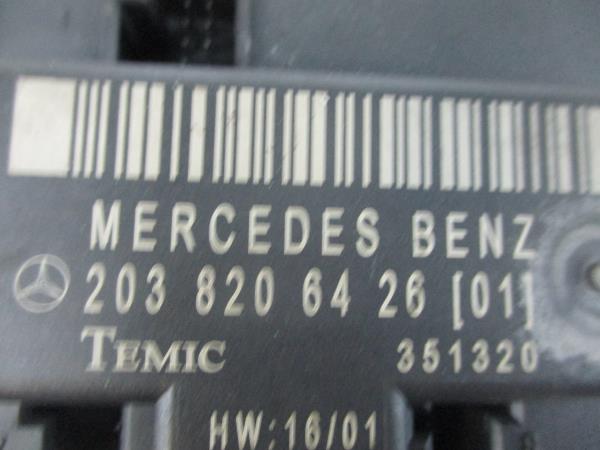 MERCEDES BENZ
203 820 64 26 [01]
TEMIC 351320
HW:16/01